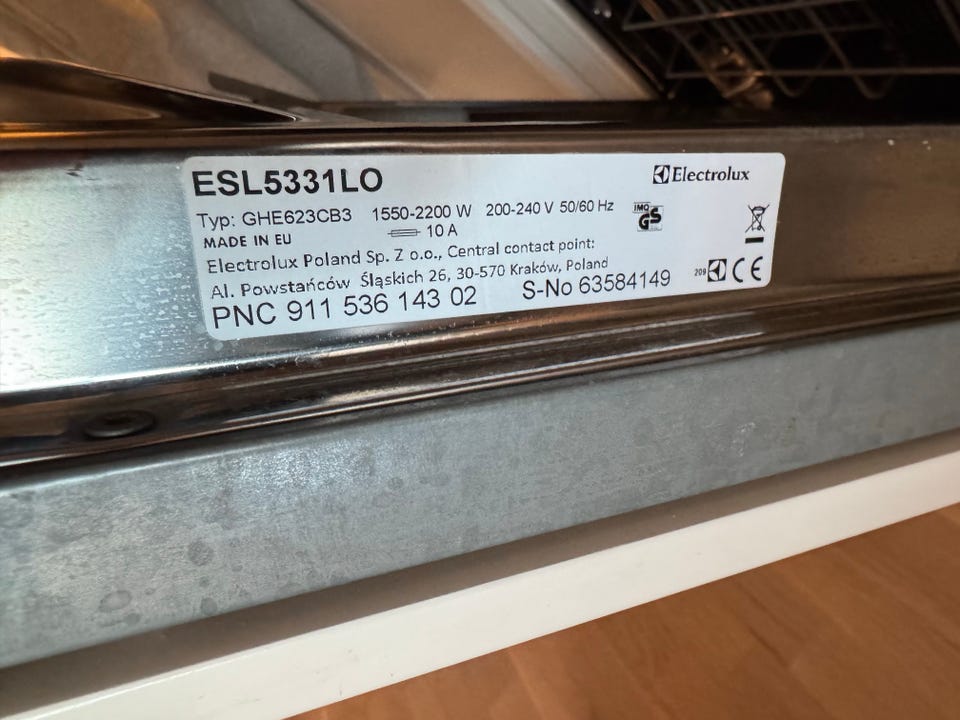 ESL5331LO
Electrolux
Typ: GHE623CB3 1550-2200 W 200-240 V 50/60 Hz
IMQ GS
MADE IN EU 10 A
Electrolux Poland Sp. Z o.o., Central contact point:
Al. Powstańców Śląskich 26, 30-570 Kraków, Poland
209 CE
PNC 911 536 143 02 S-No 63584149